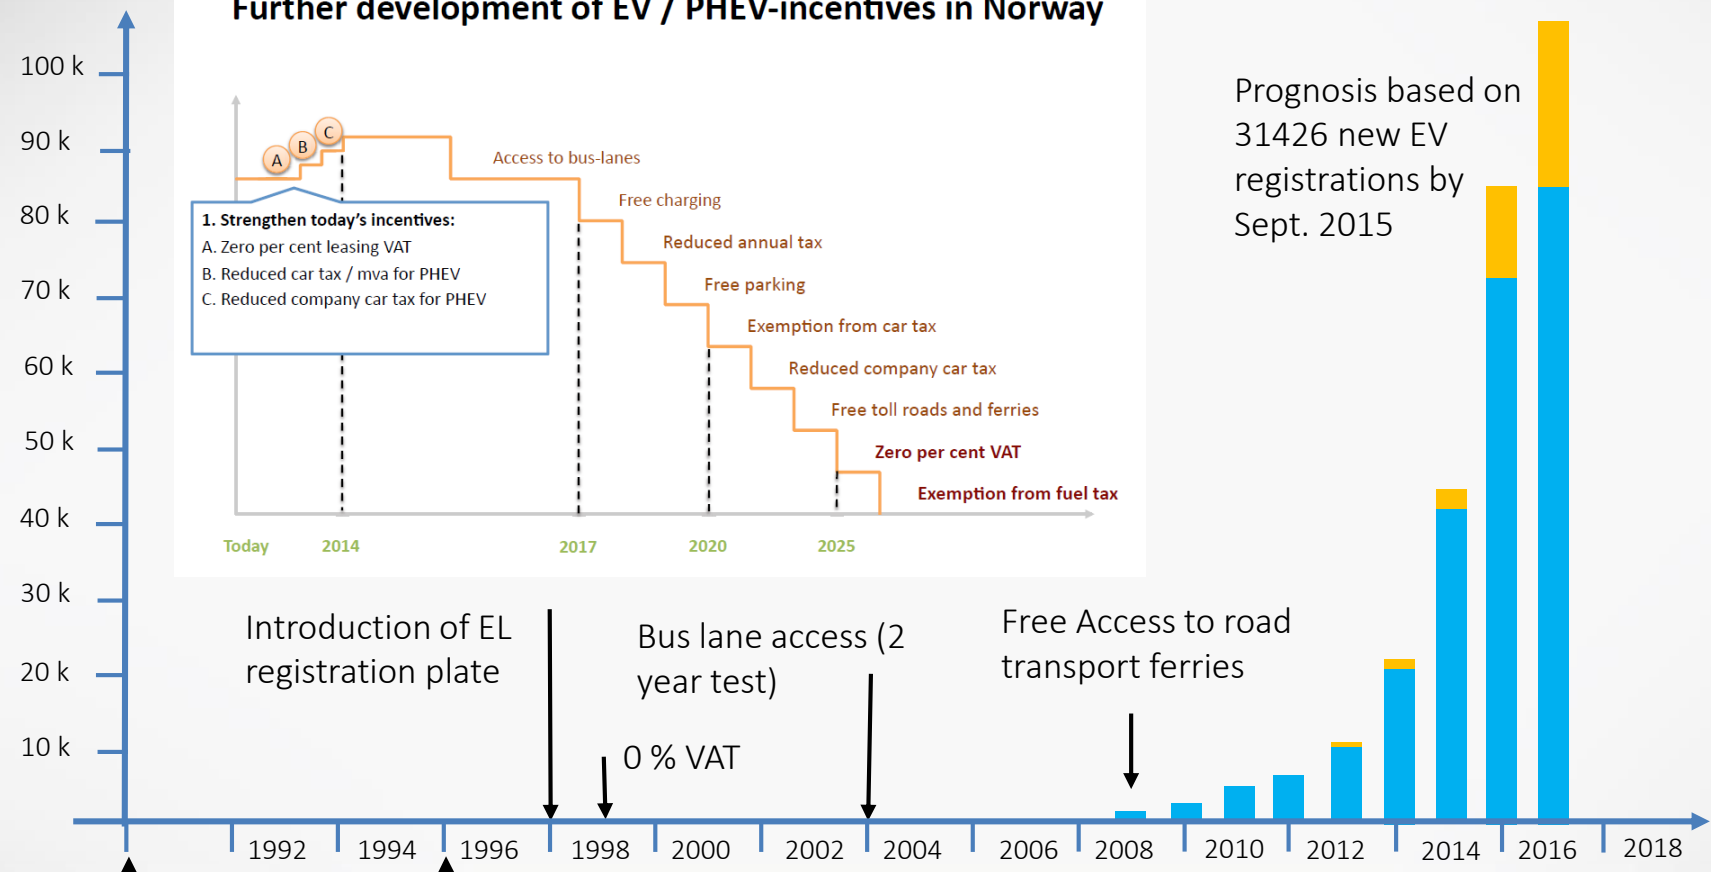 Further development of EV / PHEV-incentives in Norway
100 k
90 k
80 k
70 k
60 k
50 k
40 k
30 k
20 k
10 k
A
B
C
1. Strengthen today's incentives:
A. Zero per cent leasing VAT
B. Reduced car tax / mva for PHEV
C. Reduced company car tax for PHEV
Access to bus-lanes
Free charging
Reduced annual tax
Free parking
Exemption from car tax
Reduced company car tax
Free toll roads and ferries
Zero per cent VAT
Exemption from fuel tax
Today 2014 2017 2020 2025
Prognosis based on
31426 new EV
registrations by
Sept. 2015
Introduction of EL
registration plate
0 % VAT
Bus lane access (2
year test)
Free Access to road
transport ferries
1992 1994 1996 1998 2000 2002 2004 2006 2008 2010 2012 2014 2016 2018